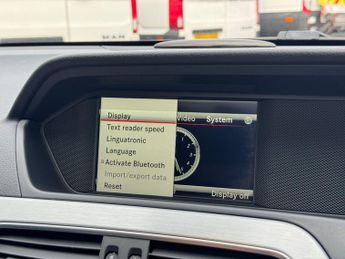 MAN
Display
Video
System
Text reader speed
Linguatronic
Language
Activate Bluetooth
Import/export data
Reset
Display off